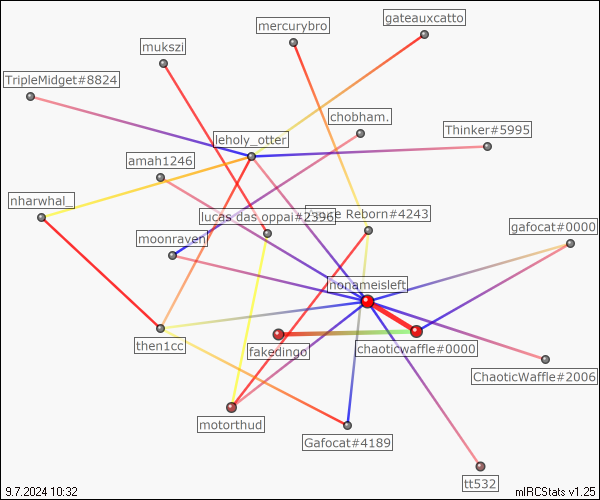 gateauxcatto
mercurybro
mukszi
TripleMidget#8824
chobham.
Thinker#5995
leholy_otter
amah1246
nharwhal_
lucas das oppai#2396
Reborn#4243
gafocat#0000
moonraven
nonameisleft
then1cc
fakedingo
chaoticwaffle#0000
ChaoticWaffle#2006
motorthud
Gafocat#4189
tt532
9.7.2024 10:32
mIRCStats v1.25